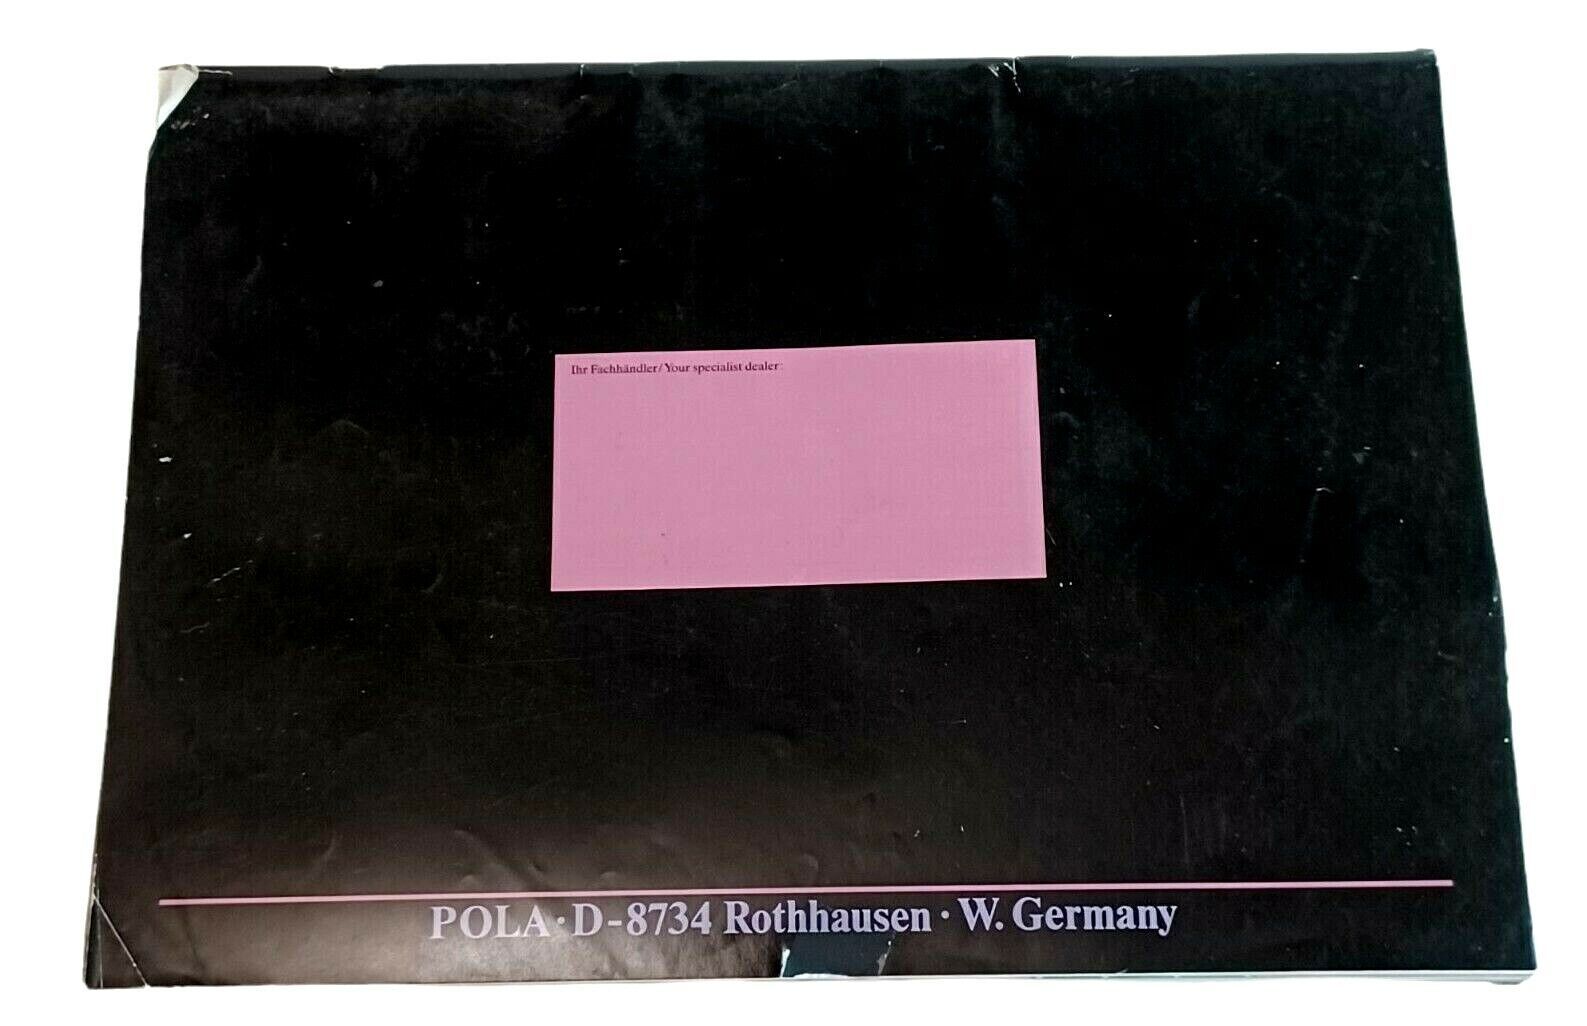 Ihr Fachhändler/Your specialist dealer:
POLA · D-8734 Rothhausen · W. Germany